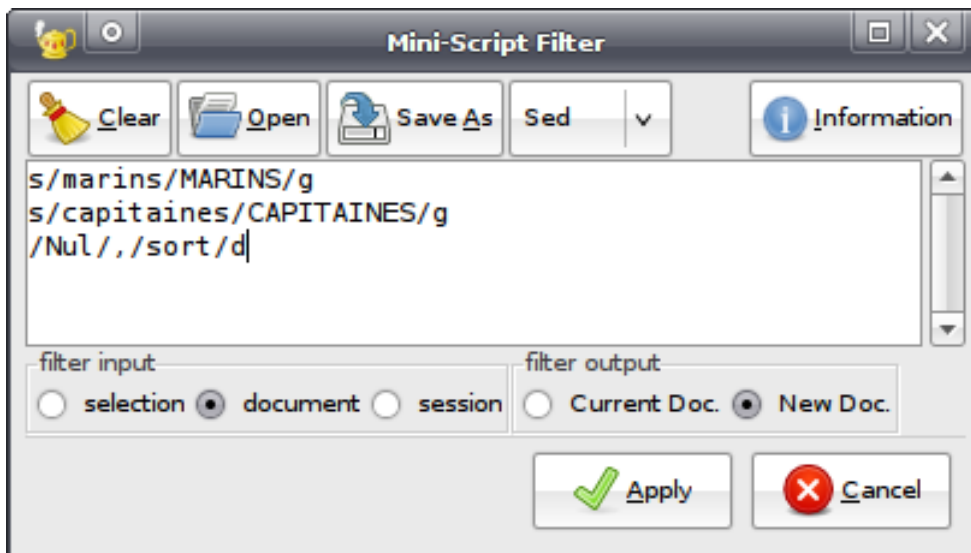 Mini-Script Filter
Clear Open Save As Sed Information
s/marins/MARINS/g
s/capitaines/CAPITAINES/g
/Nul/,/sort/d
filter input filter output
selection document session Current Doc. New Doc.
Apply Cancel